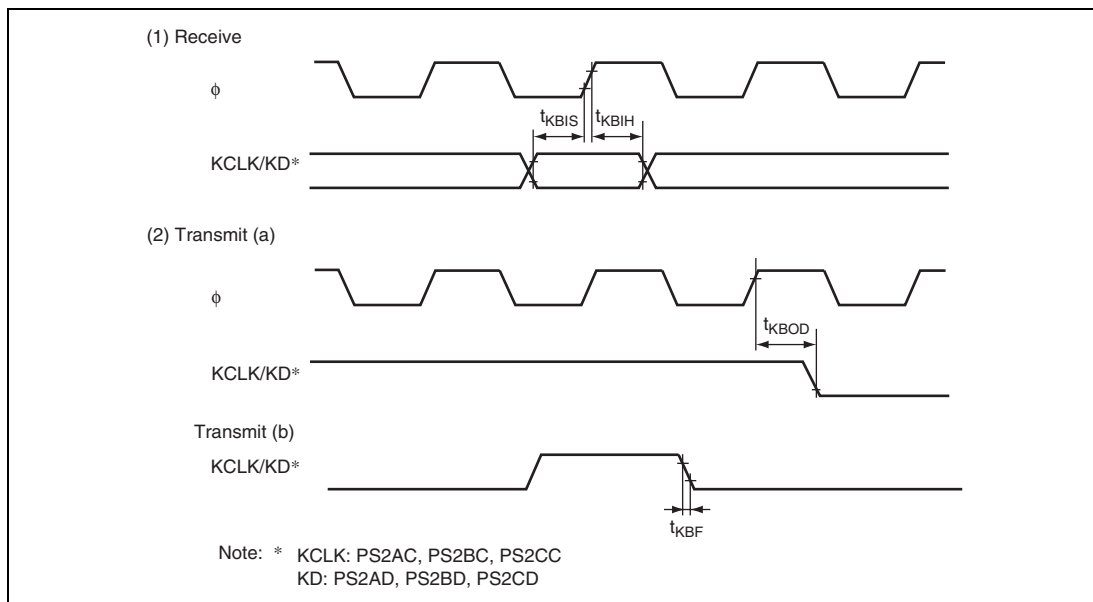 (1) Receive
ϕ
tKBIS
tKBIH
KCLK/KD*
(2) Transmit (a)
ϕ
tKBOD
KCLK/KD*
Transmit (b)
KCLK/KD*
tKBF
Note: * KCLK: PS2AC, PS2BC, PS2CC
KD: PS2AD, PS2BD, PS2CD